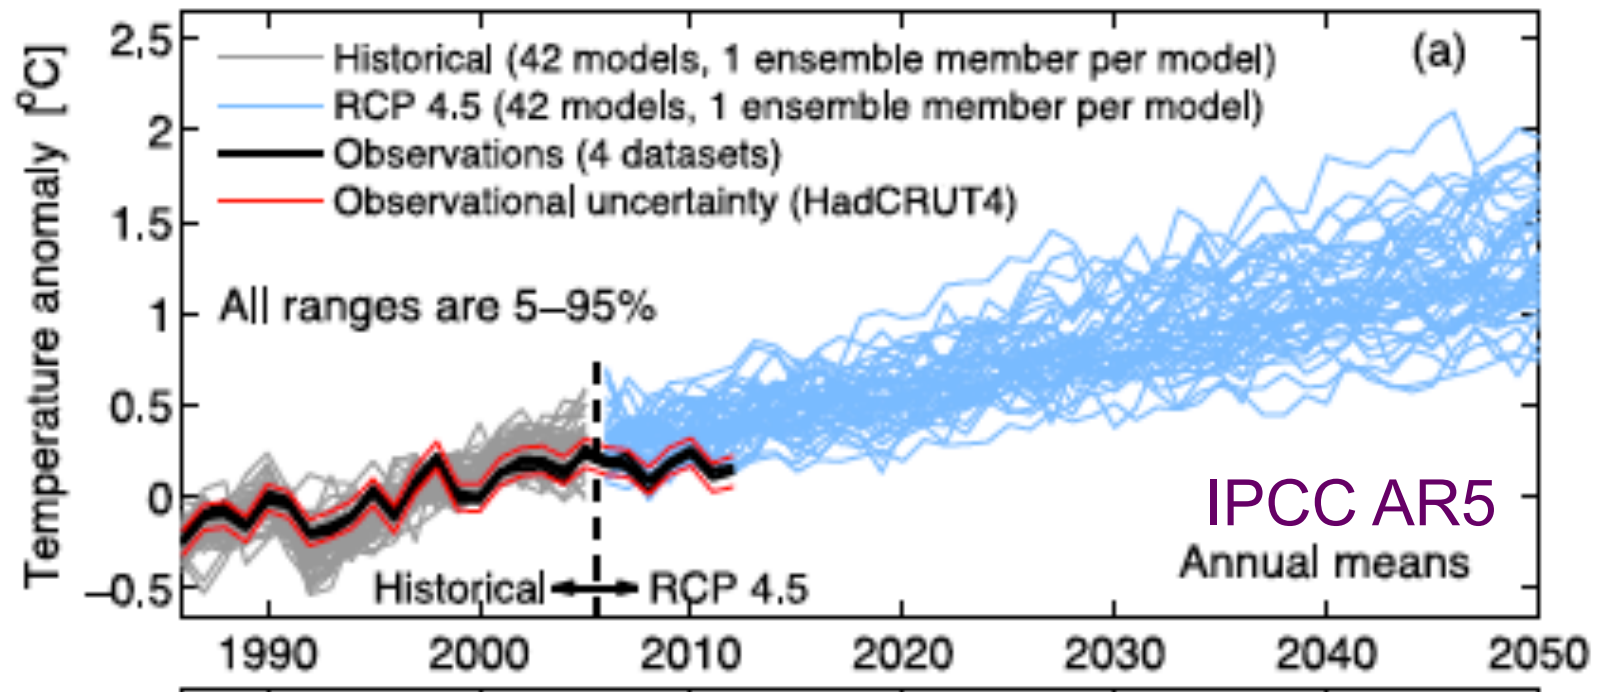 Temperature anomaly [ºC]
2.5
2
1.5
1
0.5
0
−0.5
Historical (42 models, 1 ensemble member per model)
RCP 4.5 (42 models, 1 ensemble member per model)
Observations (4 datasets)
Observational uncertainty (HadCRUT4)
(a)
All ranges are 5–95%
IPCC AR5
Annual means
Historical
RCP 4.5
1990 2000 2010 2020 2030 2040 2050